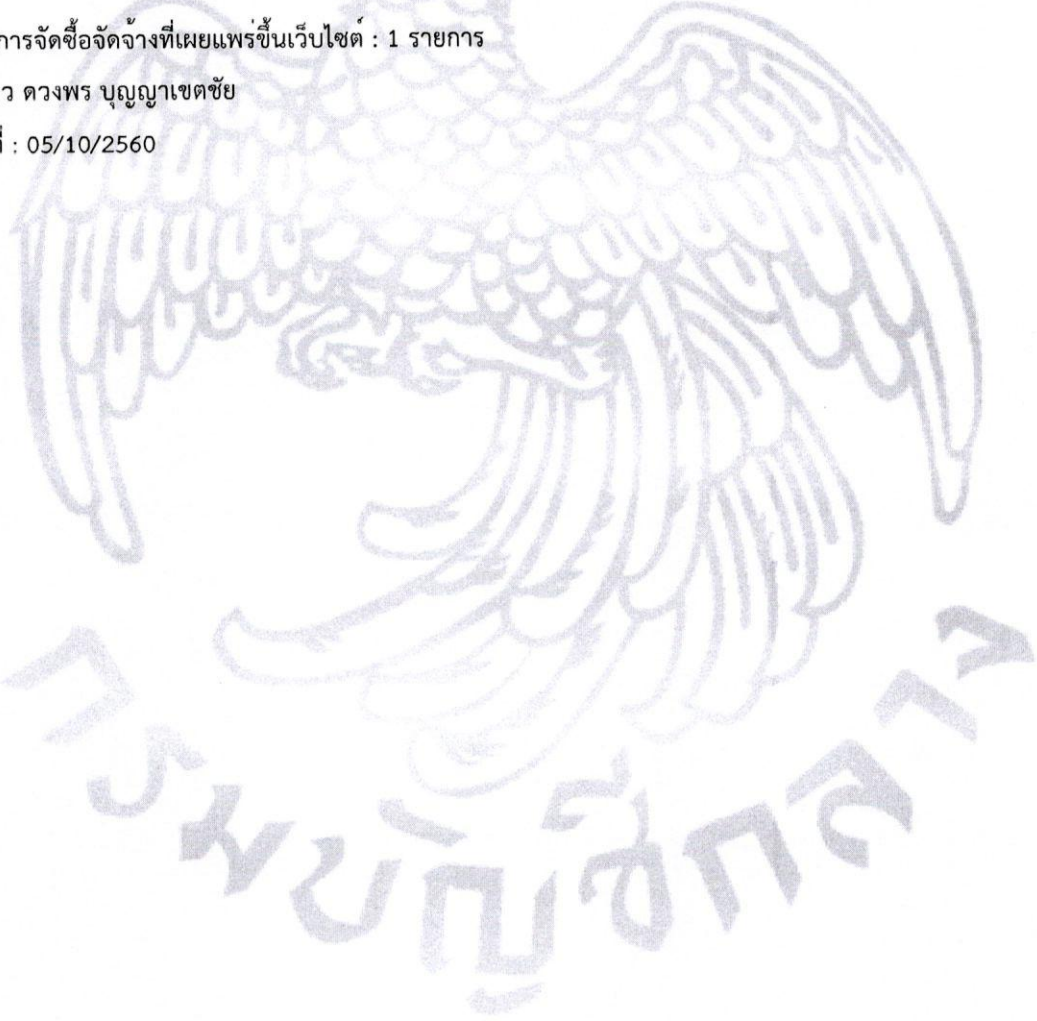 การจัดซื้อจัดจ้างที่เผยแพร่ขึ้นเว็บไซต์ : 1 รายการ
ว ดวงพร บุญญาเขตชัย
ที่ : 05/10/2560
กรมบัญชีกลาง